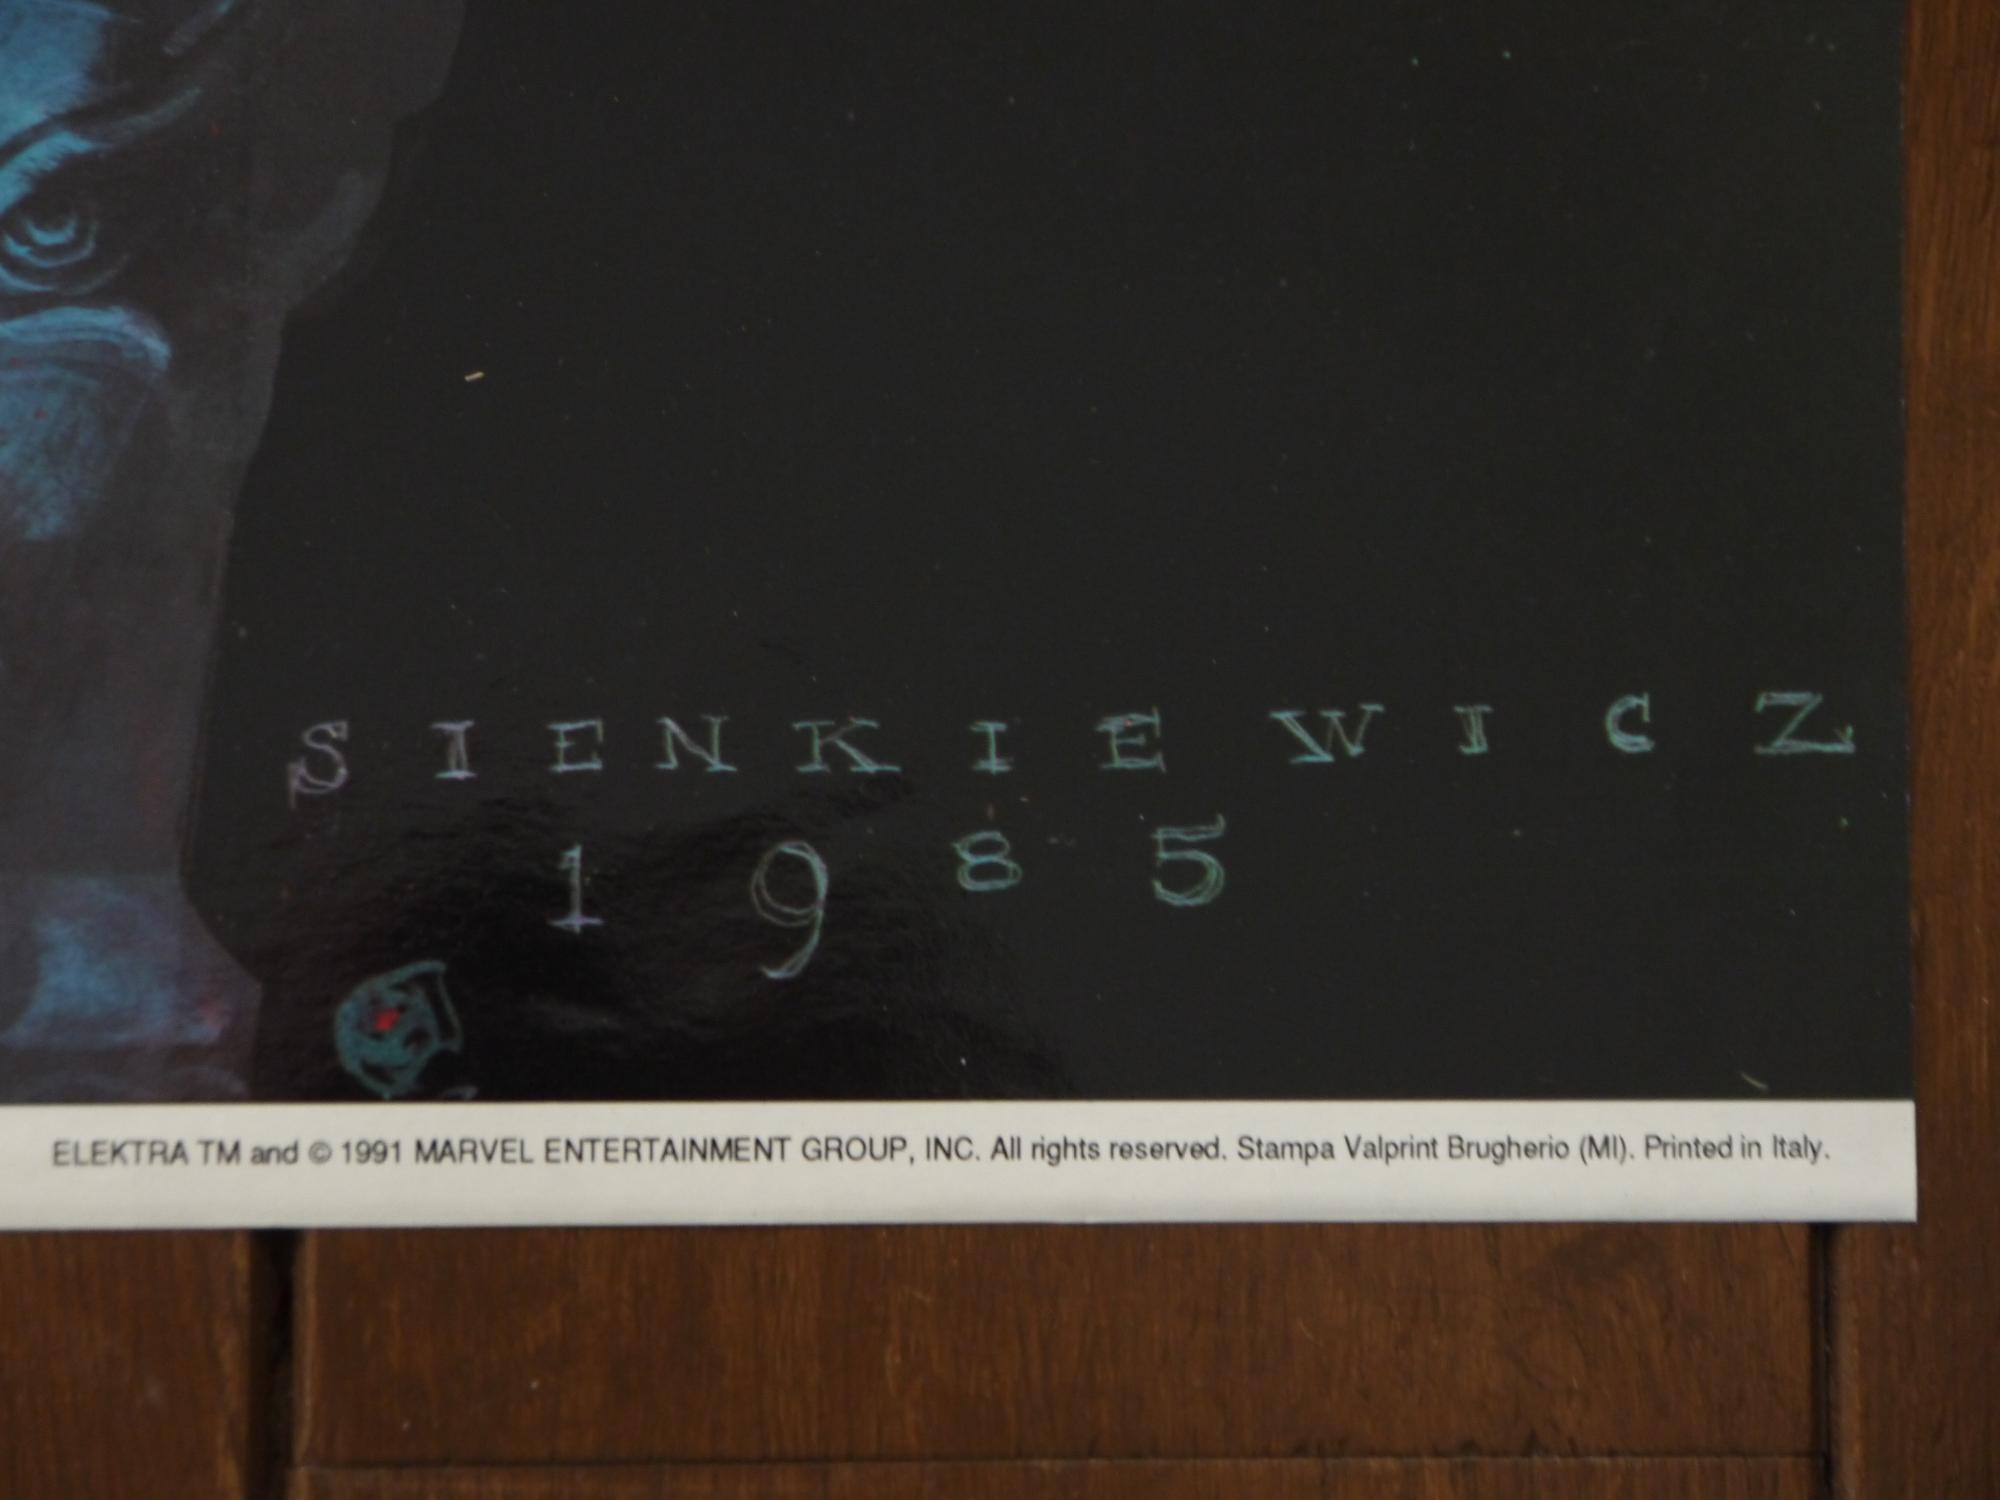 SIENKIEWICZ
1985
ELEKTRA TM and © 1991 MARVEL ENTERTAINMENT GROUP, INC. All rights reserved. Stampa Valprint Brugherio (MI). Printed in Italy.